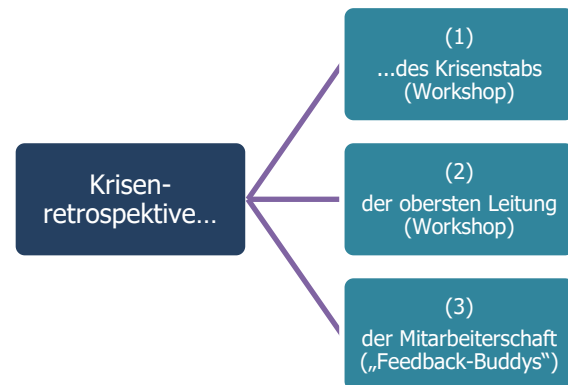 Krisen-
retrospektive...
(1)
...des Krisenstabs
(Workshop)
(2)
der obersten Leitung
(Workshop)
(3)
der Mitarbeiterschaft
(„Feedback-Buddys“)